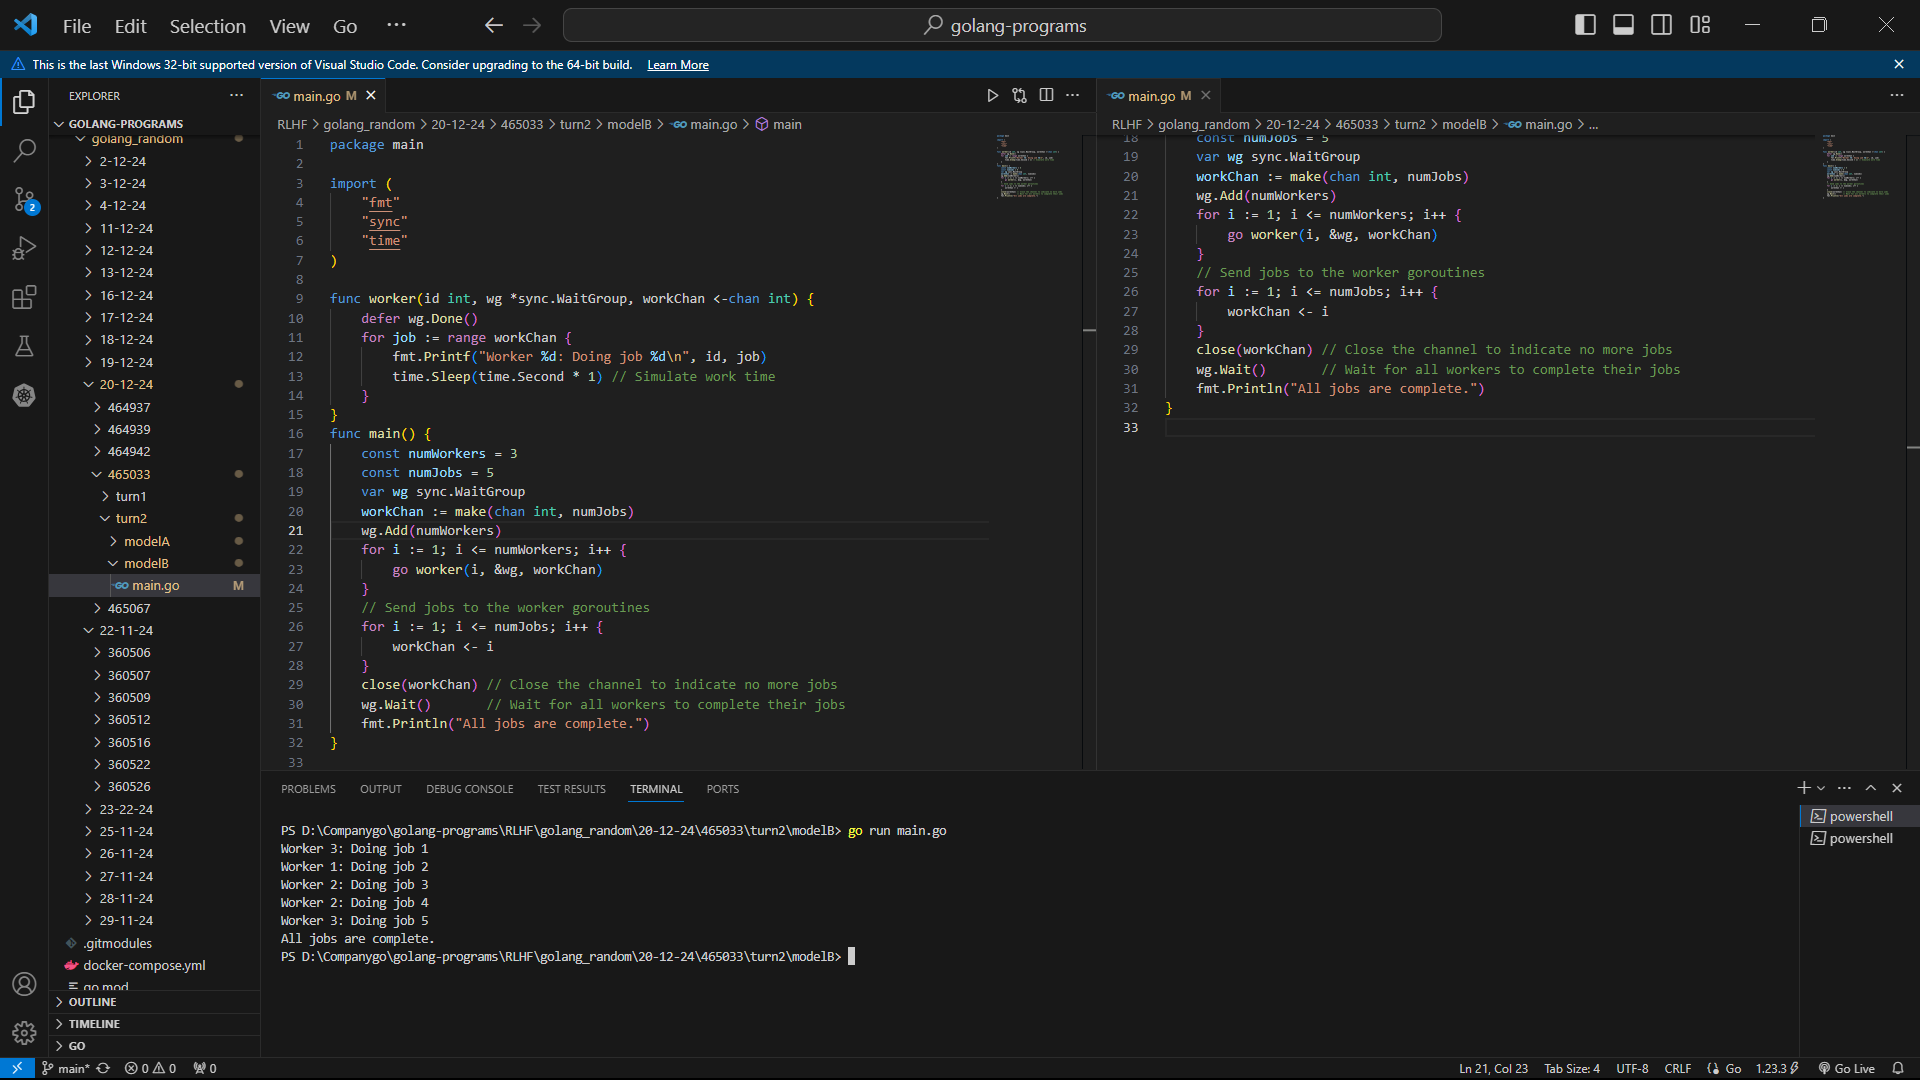 File Edit Selection View Go ···
golang-programs
This is the last Windows 32-bit supported version of Visual Studio Code. Consider upgrading to the 64-bit build. Learn More
EXPLORER
GOLANG-PROGRAMS
golang_random
2-12-24
3-12-24
4-12-24
11-12-24
12-12-24
13-12-24
16-12-24
17-12-24
18-12-24
19-12-24
20-12-24
464937
464939
464942
465033
turn1
turn2
modelA
modelB
main.go M
465067
22-11-24
360506
360507
360509
360512
360516
360522
360526
23-22-24
25-11-24
26-11-24
27-11-24
28-11-24
29-11-24
.gitmodules
docker-compose.yml
go.mod
OUTLINE
TIMELINE
GO
2
main.go M
RLHF > golang_random > 20-12-24 > 465033 > turn2 > modelB > main.go > main
1 package main
2
3 import (
4 "fmt"
5 "sync"
6 "time"
7 )
8
9 func worker(id int, wg *sync.WaitGroup, workChan <-chan int) {
10 defer wg.Done()
11 for job := range workChan {
12 fmt.Printf("Worker %d: Doing job %d\n", id, job)
13 time.Sleep(time.Second * 1) // Simulate work time
14 }
15 }
16 func main() {
17 const numWorkers = 3
18 const numJobs = 5
19 var wg sync.WaitGroup
20 workChan := make(chan int, numJobs)
21 wg.Add(numWorkers)
22 for i := 1; i <= numWorkers; i++ {
23 go worker(i, &wg, workChan)
24 }
25 // Send jobs to the worker goroutines
26 for i := 1; i <= numJobs; i++ {
27 workChan <- i
28 }
29 close(workChan) // Close the channel to indicate no more jobs
30 wg.Wait() // Wait for all workers to complete their jobs
31 fmt.Println("All jobs are complete.")
32 }
33
main.go M
RLHF > golang_random > 20-12-24 > 465033 > turn2 > modelB > main.go > ...
18 const numJobs = 5
19 var wg sync.WaitGroup
20 workChan := make(chan int, numJobs)
21 wg.Add(numWorkers)
22 for i := 1; i <= numWorkers; i++ {
23 go worker(i, &wg, workChan)
24 }
25 // Send jobs to the worker goroutines
26 for i := 1; i <= numJobs; i++ {
27 workChan <- i
28 }
29 close(workChan) // Close the channel to indicate no more jobs
30 wg.Wait() // Wait for all workers to complete their jobs
31 fmt.Println("All jobs are complete.")
32 }
33
PROBLEMS OUTPUT DEBUG CONSOLE TEST RESULTS TERMINAL PORTS
PS D:\Companygo\golang-programs\RLHF\golang_random\20-12-24\465033\turn2\modelB> go run main.go
Worker 3: Doing job 1
Worker 1: Doing job 2
Worker 2: Doing job 3
Worker 2: Doing job 4
Worker 3: Doing job 5
All jobs are complete.
PS D:\Companygo\golang-programs\RLHF\golang_random\20-12-24\465033\turn2\modelB>
powershell
powershell
main* 0 0 0 Ln 21, Col 23 Tab Size: 4 UTF-8 CRLF Go 1.23.3 Go Live